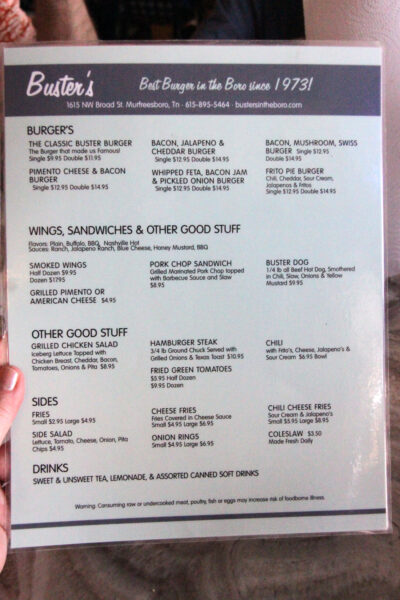 Buster's
Best Burger in the Boro since 1973!
1615 NW Broad St. Murfreesboro, Tn · 615-895-5464 · bustersintheboro.com
BURGER'S
THE CLASSIC BUSTER BURGER
The Burger that made us Famous!
Single $9.95 Double $11.95
BACON, JALAPENO &
CHEDDAR BURGER
Single $12.95 Double $14.95
BACON, MUSHROOM, SWISS
BURGER Single $12.95
Double $14.95
PIMENTO CHEESE & BACON
BURGER
Single $12.95 Double $14.95
WHIPPED FETA, BACON JAM
& PICKLED ONION BURGER
Single $12.95 Double $14.95
FRITO PIE BURGER
Chili, Cheddar, Sour Cream,
Jalapenos & Fritos
Single $12.95 Double $14.95
WINGS, SANDWICHES & OTHER GOOD STUFF
Flavors: Plain, Buffalo, BBQ, Nashville Hot
Sauces: Ranch, Jalapeno Ranch, Blue Cheese, Honey Mustard, BBQ
SMOKED WINGS
Half Dozen $9.95
Dozen $17.95
PORK CHOP SANDWICH
Grilled Marinated Pork Chop topped
with Barbecue Sauce and Slaw
$8.95
BUSTER DOG
1/4 lb all Beef Hot Dog, Smothered
in Chili, Slaw, Onions & Yellow
Mustard $9.95
GRILLED PIMENTO OR
AMERICAN CHEESE $4.95
OTHER GOOD STUFF
GRILLED CHICKEN SALAD
Iceberg Lettuce Topped with
Chicken Breast, Cheddar, Bacon,
Tomatoes, Onions & Pita $8.95
HAMBURGER STEAK
3/4 lb Ground Chuck Served with
Grilled Onions & Texas Toast $10.95
CHILI
with Frito's, Cheese, Jalapeno's &
Sour Cream $6.95 Bowl
FRIED GREEN TOMATOES
$5.95 Half Dozen
$9.95 Dozen
SIDES
FRIES
Small $2.95 Large $4.95
CHEESE FRIES
Fries Covered in Cheese Sauce
Small $4.95 Large $6.95
CHILI CHEESE FRIES
Sour Cream & Jalapeno's
Small $5.95 Large $8.95
SIDE SALAD
Lettuce, Tomato, Cheese, Onion, Pita
Chips $4.95
ONION RINGS
Small $4.95 Large $6.95
COLESLAW $3.50
Made Fresh Daily
DRINKS
SWEET & UNSWEET TEA, LEMONADE, & ASSORTED CANNED SOFT DRINKS
Warning: Consuming raw or undercooked meat, poultry, fish or eggs may increase risk of foodborne illness.